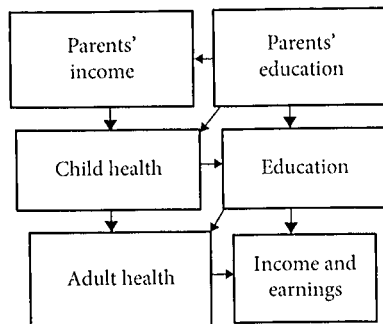 Parents’
income
Parents’
education
Child health
Education
Adult health
Income and
earnings